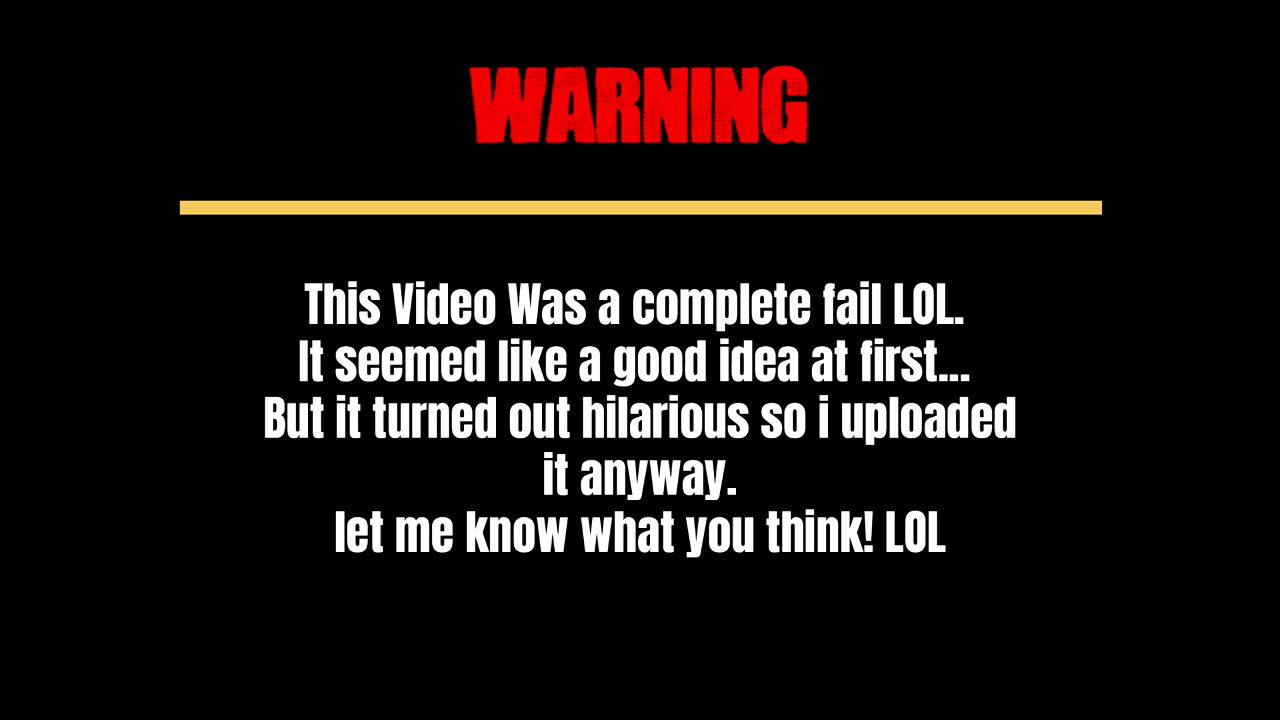 WARNING
This Video Was a complete fail LOL.
It seemed like a good idea at first...
But it turned out hilarious so i uploaded
it anyway.
let me know what you think! LOL